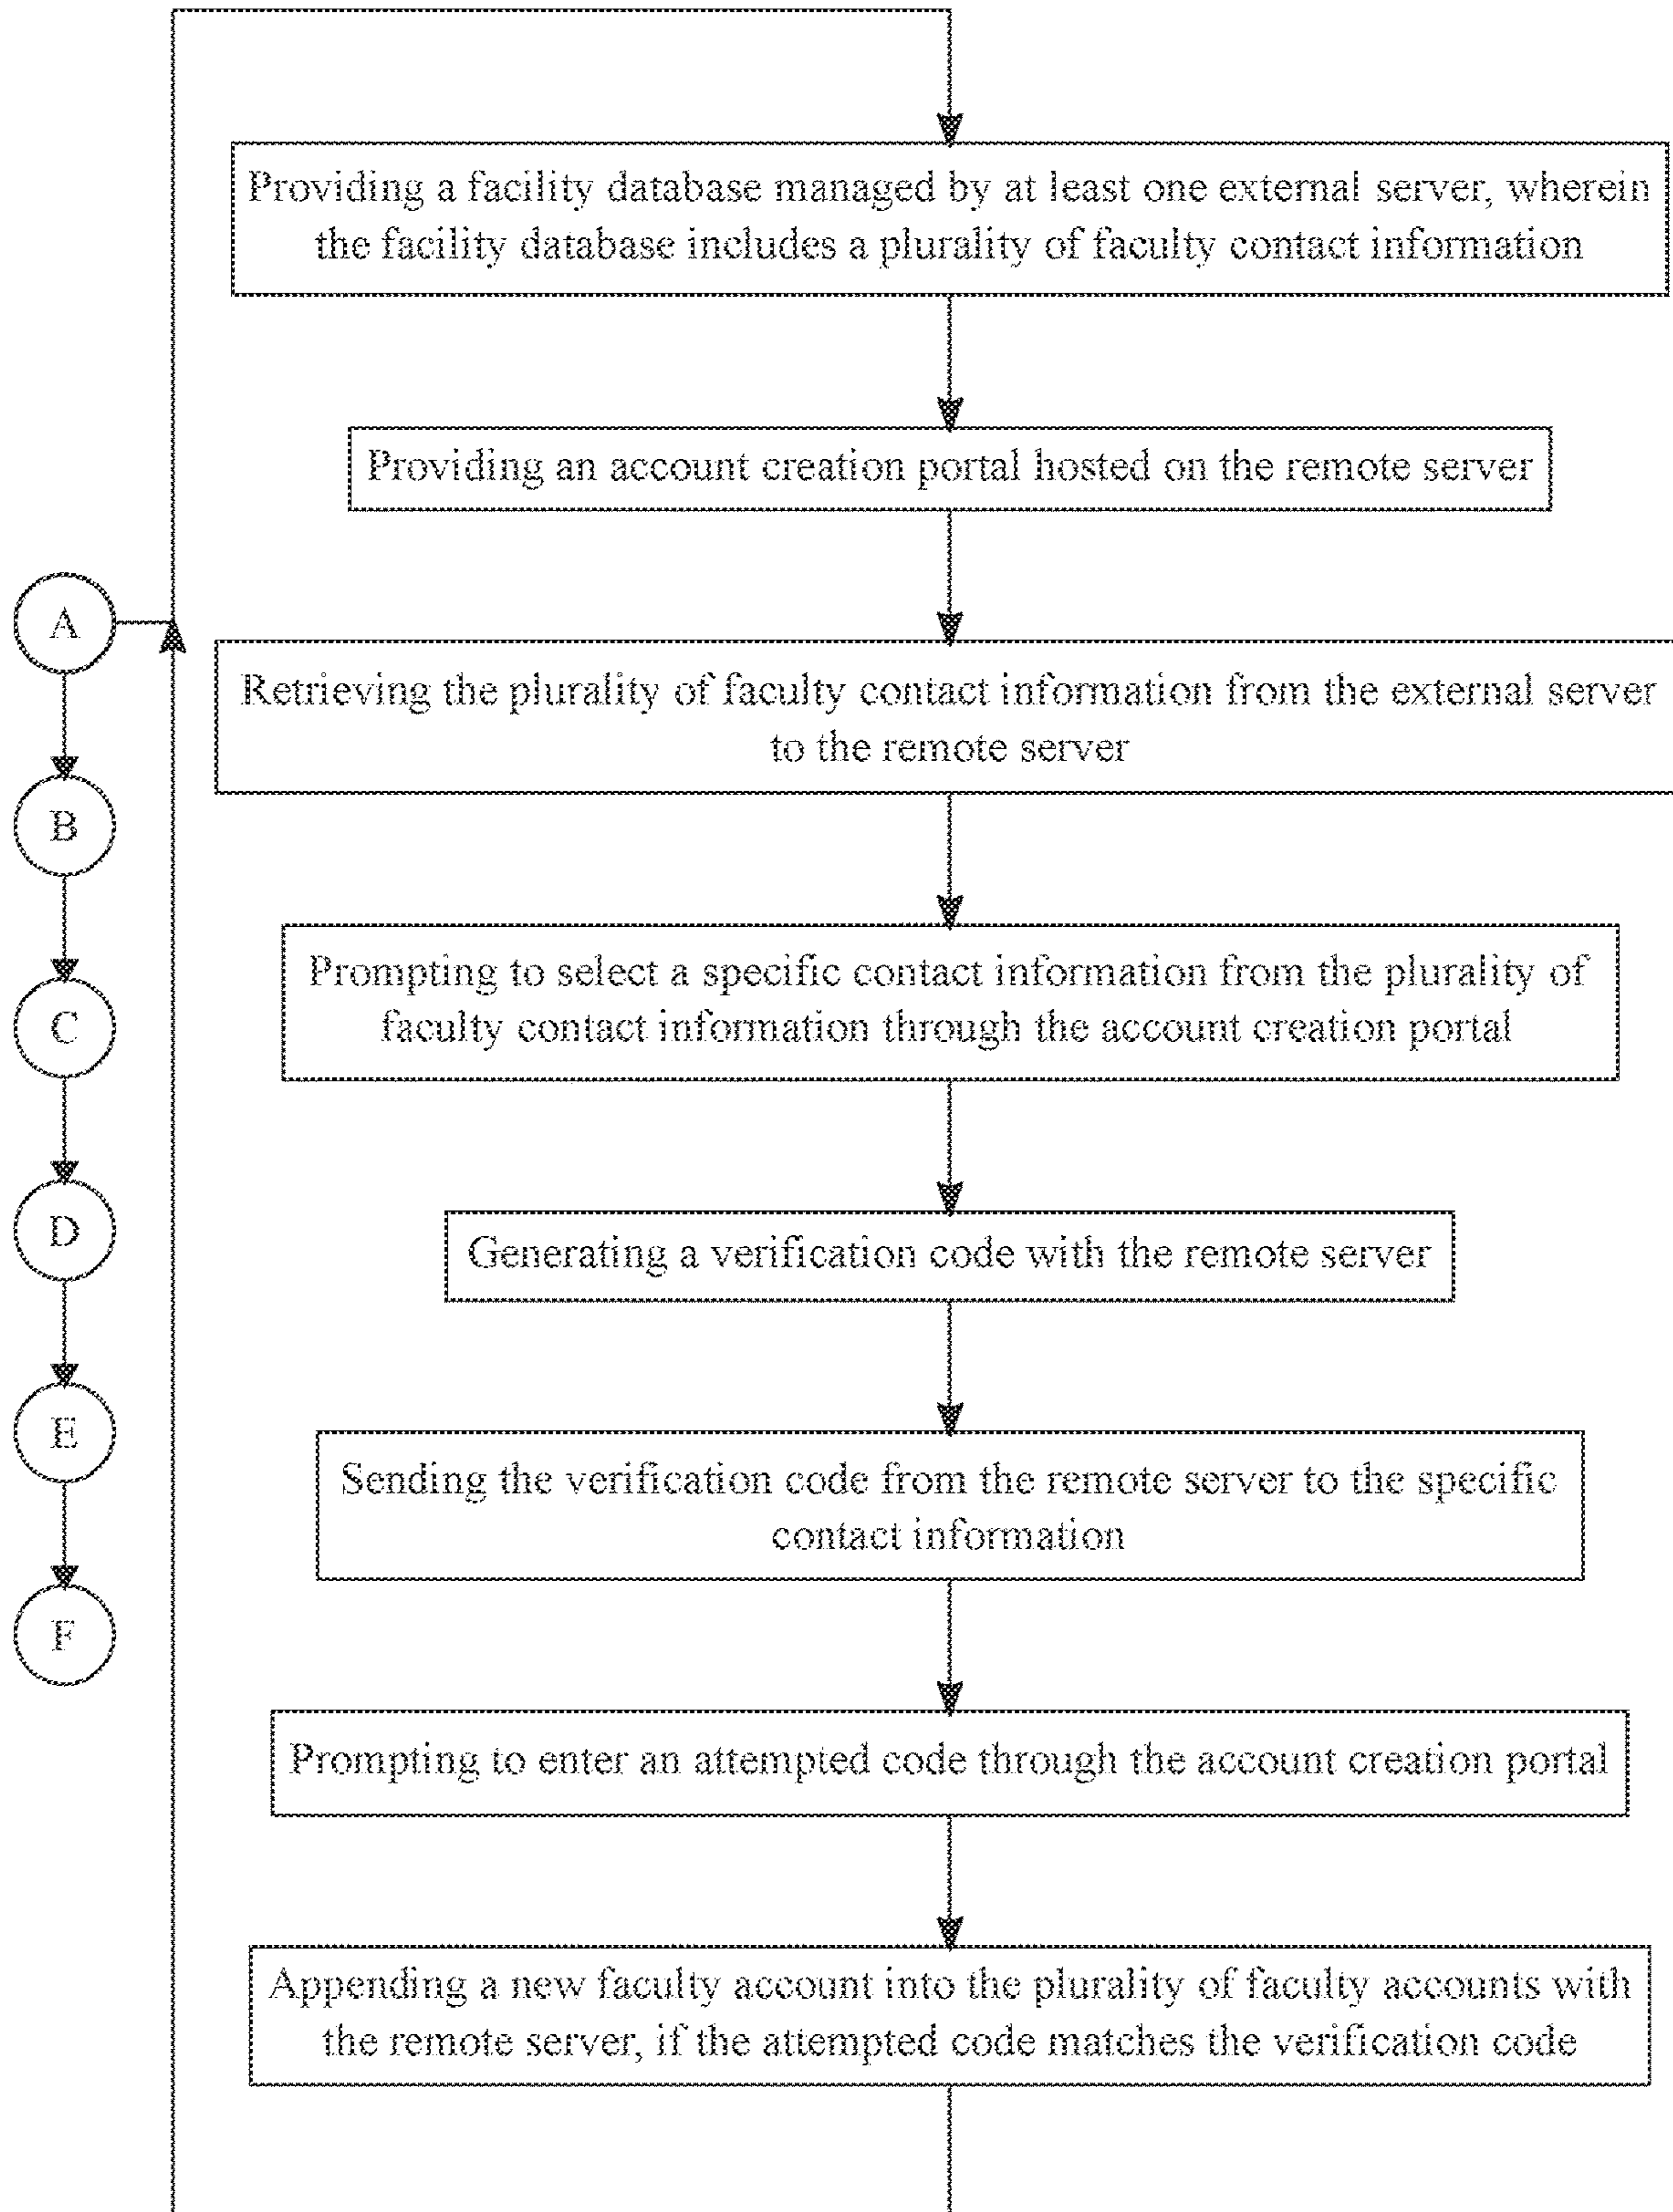 Providing a facility database managed by at least one external server, wherein
the facility database includes a plurality of faculty contact information
Providing an account creation portal hosted on the remote server
A
Retrieving the plurality of faculty contact information from the external server
to the remote server
B
Prompting to select a specific contact information from the plurality of
faculty contact information through the account creation portal
C
D
Generating a verification code with the remote server
E
Sending the verification code from the remote server to the specific
contact information
F
Prompting to enter an attempted code through the account creation portal
Appending a new faculty account into the plurality of faculty accounts with
the remote server, if the attempted code matches the verification code